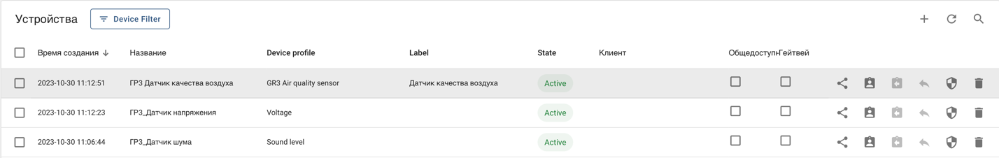 Устройства Device Filter
Время создания Название Device profile Label State Клиент Общедоступн Гейтвей
2023-10-30 11:12:51 ГР3 Датчик качества воздуха GR3 Air quality sensor Датчик качества воздуха Active
2023-10-30 11:12:23 ГР3_Датчик напряжения Voltage Active
2023-10-30 11:06:44 ГР3_Датчик шума Sound level Active